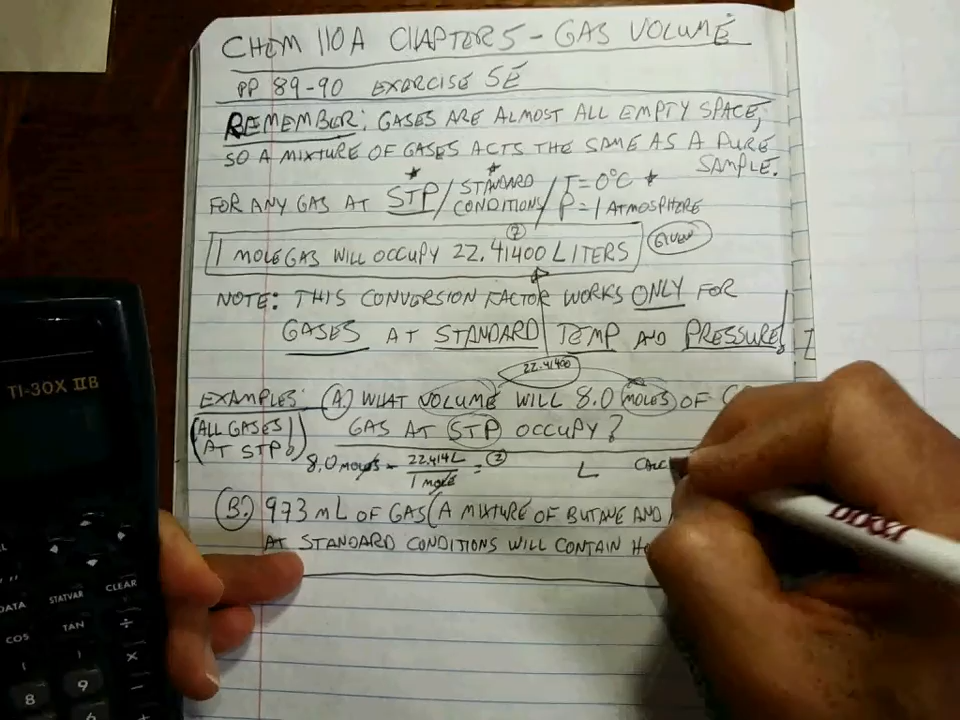 CHEM 110A CHAPTER 5 - GAS VOLUME
PP 89-90 EXERCISE 5E
REMEMBER: GASES ARE ALMOST ALL EMPTY SPACE,
SO A MIXTURE OF GASES ACTS THE SAME AS A PURE
SAMPLE.
FOR ANY GAS AT STP / STANDARD CONDITIONS / T = 0°C
P = 1 ATMOSPHERE
1 MOLE GAS WILL OCCUPY 22.41400 LITERS GIVEN
NOTE: THIS CONVERSION FACTOR WORKS ONLY FOR
GASES AT STANDARD TEMP AND PRESSURE!
22.41400
EXAMPLES: A. WHAT VOLUME WILL 8.0 MOLES OF
(ALL GASES AT STP!) GAS AT STP OCCUPY?
8.0 moles - 22.414 L / 1 mole = 2 L CALC
B. 973 mL OF GAS (A MIXTURE OF BUTANE AND
AT STANDARD CONDITIONS WILL CONTAIN
TI-30X IIB
DATA STATVAR CLEAR
COS TAN ÷
( ) ×
8 9 -
6 +